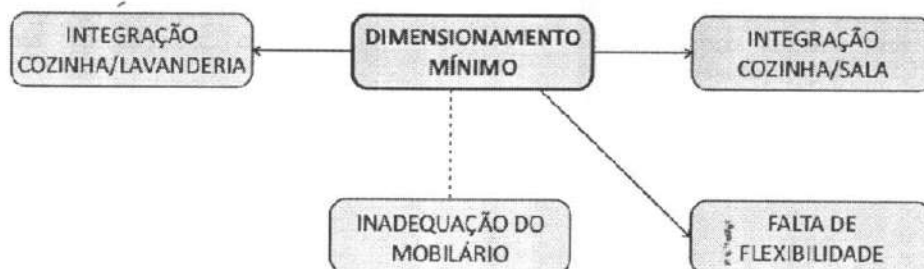 INTEGRAÇÃO
COZINHA/LAVANDERIA
DIMENSIONAMENTO
MÍNIMO
INTEGRAÇÃO
COZINHA/SALA
INADEQUAÇÃO DO
MOBILÁRIO
FALTA DE
FLEXIBILIDADE